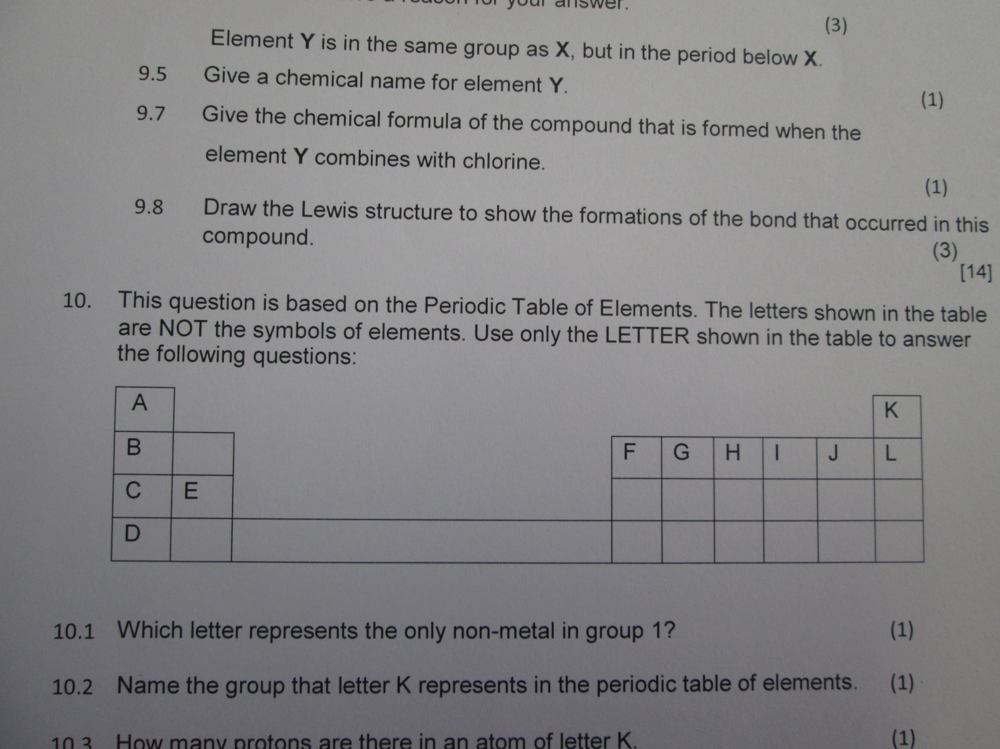 a reason for your answer.
(3)
Element Y is in the same group as X, but in the period below X.
9.5 Give a chemical name for element Y.
(1)
9.7 Give the chemical formula of the compound that is formed when the
element Y combines with chlorine.
(1)
9.8 Draw the Lewis structure to show the formations of the bond that occurred in this
compound.
(3)
[14]
10. This question is based on the Periodic Table of Elements. The letters shown in the table
are NOT the symbols of elements. Use only the LETTER shown in the table to answer
the following questions:
A K
B F G H I J L
C E
D
10.1 Which letter represents the only non-metal in group 1? (1)
10.2 Name the group that letter K represents in the periodic table of elements. (1)
10.3 How many protons are there in an atom of letter K. (1)